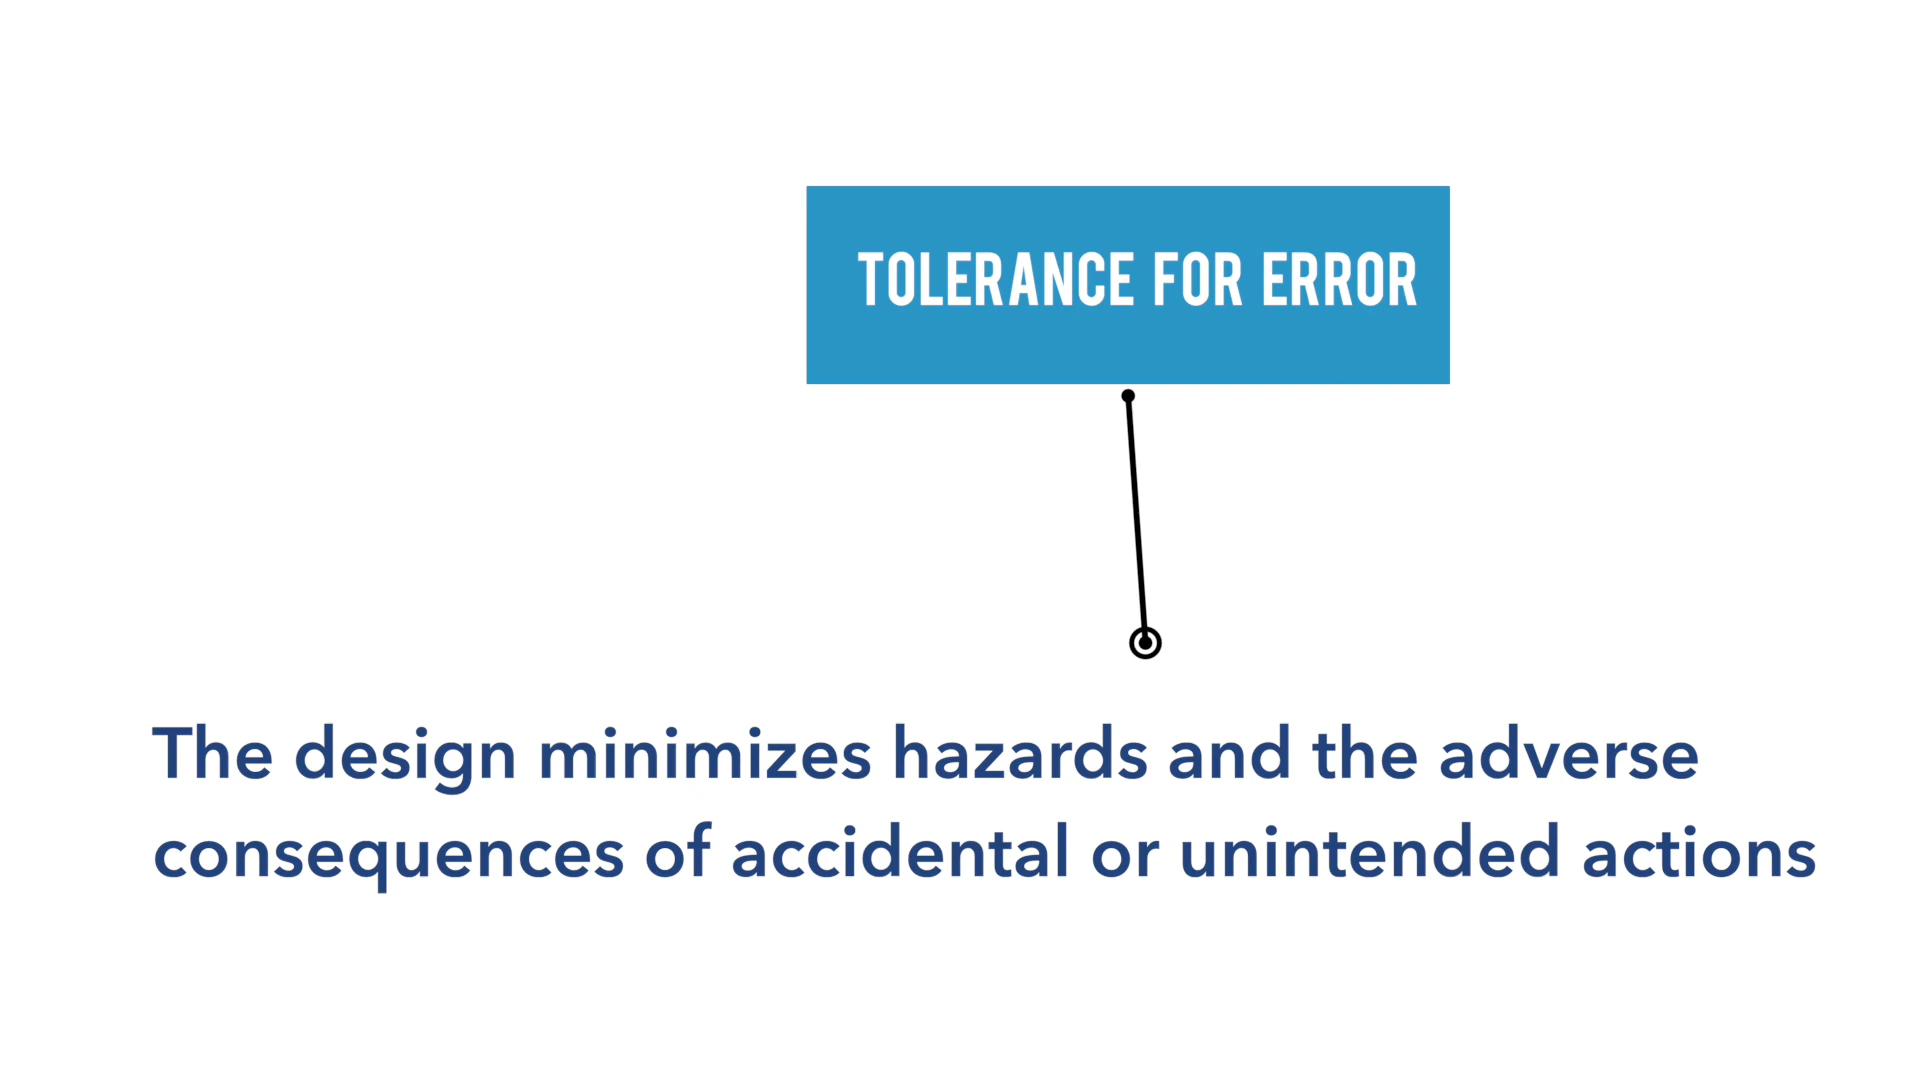 TOLERANCE FOR ERROR
The design minimizes hazards and the adverse
consequences of accidental or unintended actions